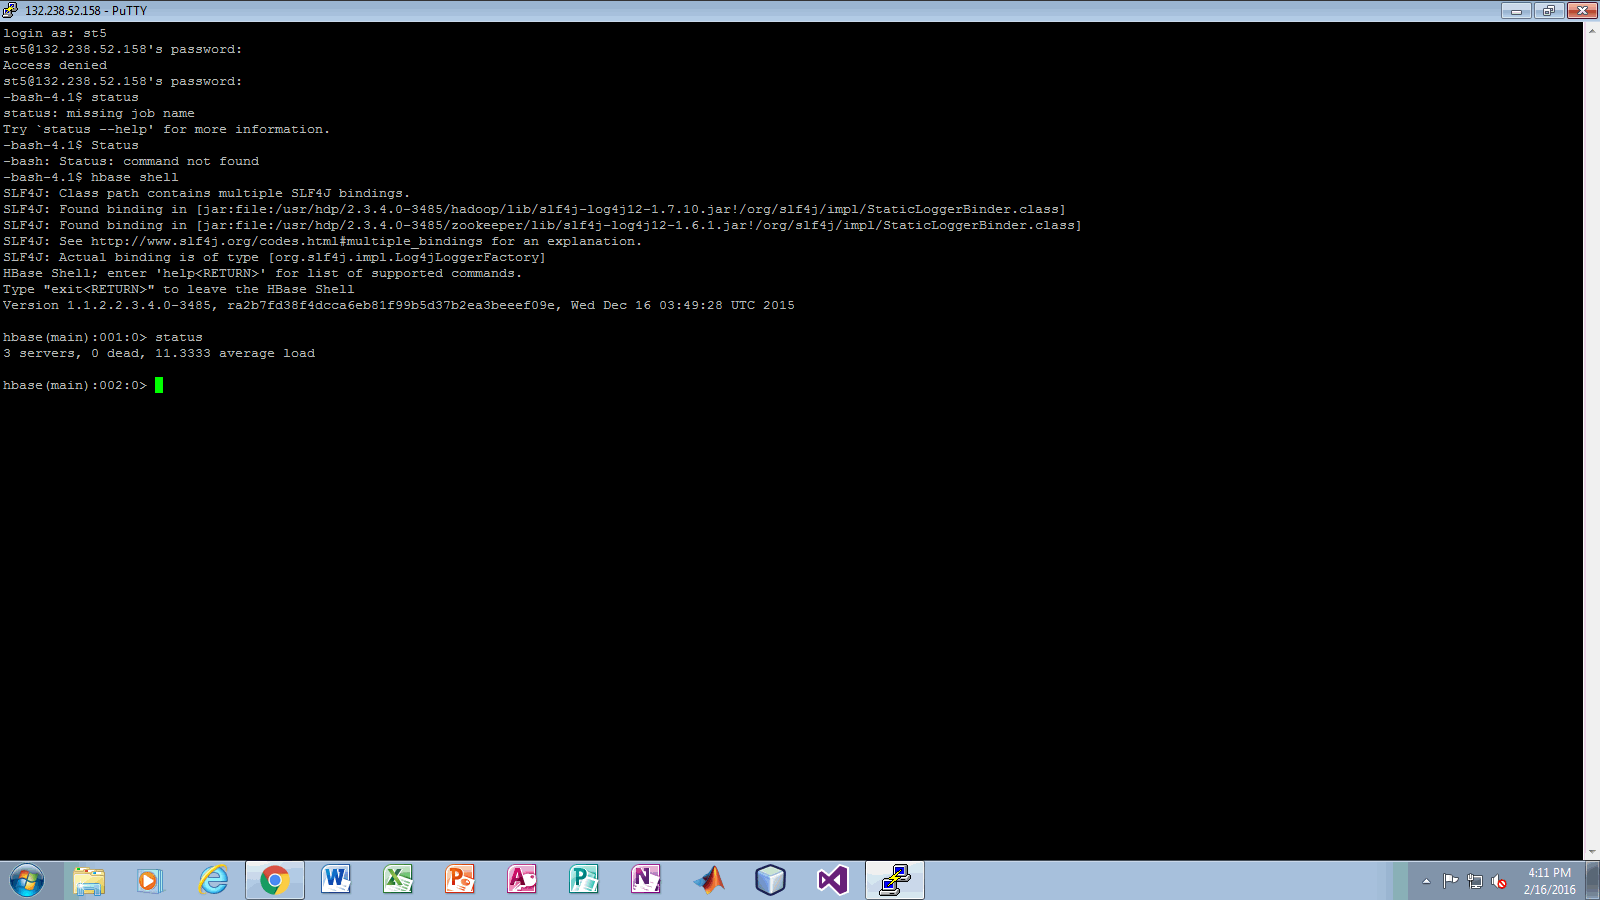 132.238.52.158 - PuTTY
login as: st5
st5@132.238.52.158's password:
Access denied
st5@132.238.52.158's password:
-bash-4.1$ status
status: missing job name
Try `status --help' for more information.
-bash-4.1$ Status
-bash: Status: command not found
-bash-4.1$ hbase shell
SLF4J: Class path contains multiple SLF4J bindings.
SLF4J: Found binding in [jar:file:/usr/hdp/2.3.4.0-3485/hadoop/lib/slf4j-log4j12-1.7.10.jar!/org/slf4j/impl/StaticLoggerBinder.class]
SLF4J: Found binding in [jar:file:/usr/hdp/2.3.4.0-3485/zookeeper/lib/slf4j-log4j12-1.6.1.jar!/org/slf4j/impl/StaticLoggerBinder.class]
SLF4J: See http://www.slf4j.org/codes.html#multiple_bindings for an explanation.
SLF4J: Actual binding is of type [org.slf4j.impl.Log4jLoggerFactory]
HBase Shell; enter 'help<RETURN>' for list of supported commands.
Type "exit<RETURN>" to leave the HBase Shell
Version 1.1.2.2.3.4.0-3485, ra2b7fd38f4dcca6eb81f99b5d37b2ea3beeef09e, Wed Dec 16 03:49:28 UTC 2015
hbase(main):001:0> status
3 servers, 0 dead, 11.3333 average load
hbase(main):002:0>
4:11 PM
2/16/2016